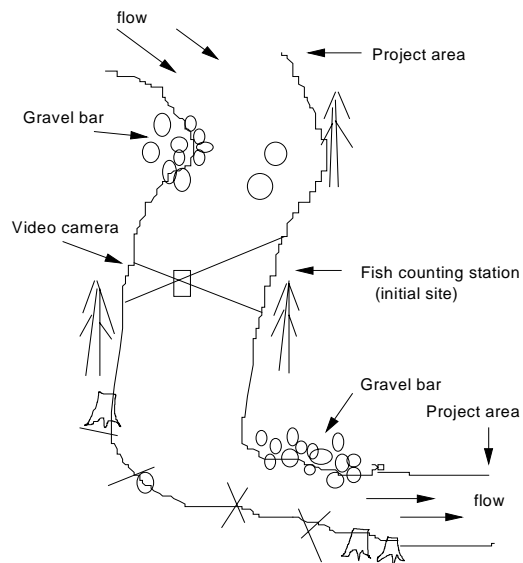 flow
Project area
Gravel bar
Video camera
Fish counting station
(initial site)
Gravel bar
Project area
flow